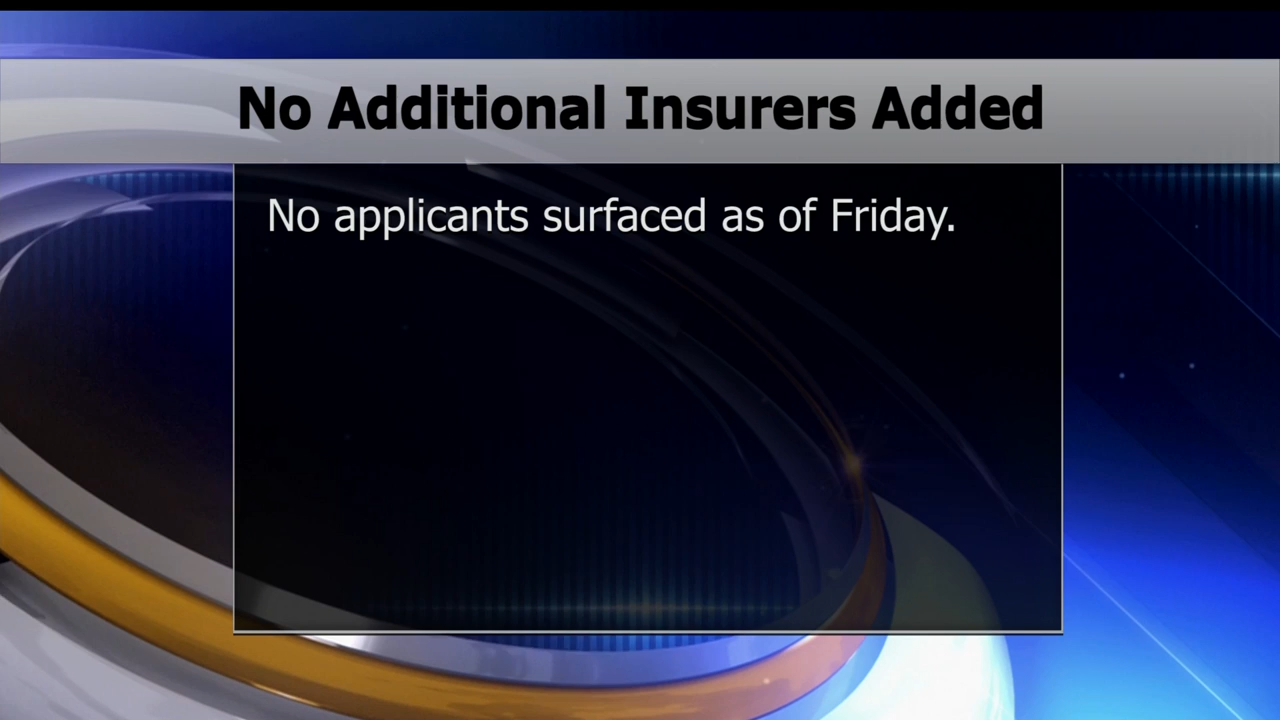 No Additional Insurers Added
No applicants surfaced as of Friday.